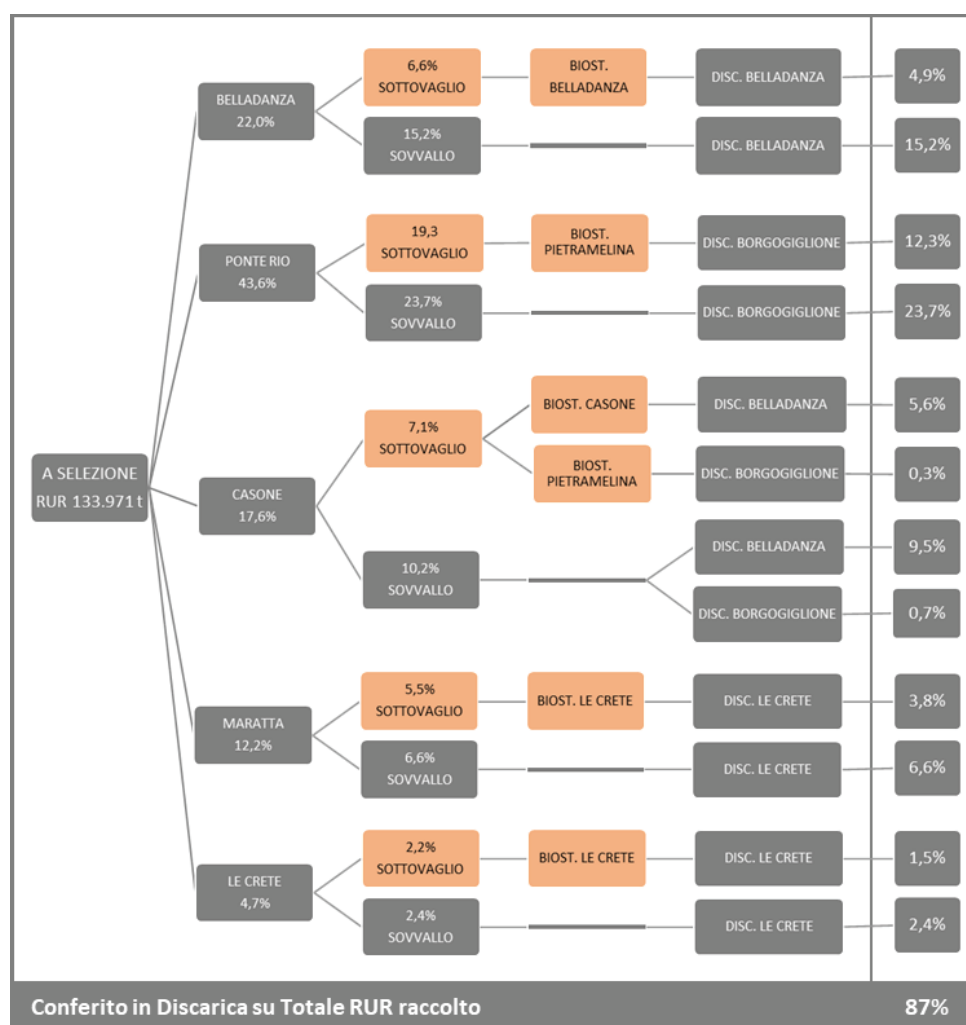 6,6%
SOTTOVAGLIO
BIOST.
BELLADANZA
DISC. BELLADANZA
4,9%
BELLADANZA
22,0%
15,2%
SOVVALLO
DISC. BELLADANZA
15,2%
19,3
SOTTOVAGLIO
BIOST.
PIETRAMELINA
DISC. BORGOGIGLIONE
12,3%
PONTE RIO
43,6%
23,7%
SOVVALLO
DISC. BORGOGIGLIONE
23,7%
7,1%
SOTTOVAGLIO
BIOST. CASONE
DISC. BELLADANZA
5,6%
BIOST.
PIETRAMELINA
DISC. BORGOGIGLIONE
0,3%
A SELEZIONE
RUR 133.971 t
CASONE
17,6%
10,2%
SOVVALLO
DISC. BELLADANZA
9,5%
DISC. BORGOGIGLIONE
0,7%
5,5%
SOTTOVAGLIO
BIOST. LE CRETE
DISC. LE CRETE
3,8%
MARATTA
12,2%
6,6%
SOVVALLO
DISC. LE CRETE
6,6%
2,2%
SOTTOVAGLIO
BIOST. LE CRETE
DISC. LE CRETE
1,5%
LE CRETE
4,7%
2,4%
SOVVALLO
DISC. LE CRETE
2,4%
Conferito in Discarica su Totale RUR raccolto 87%